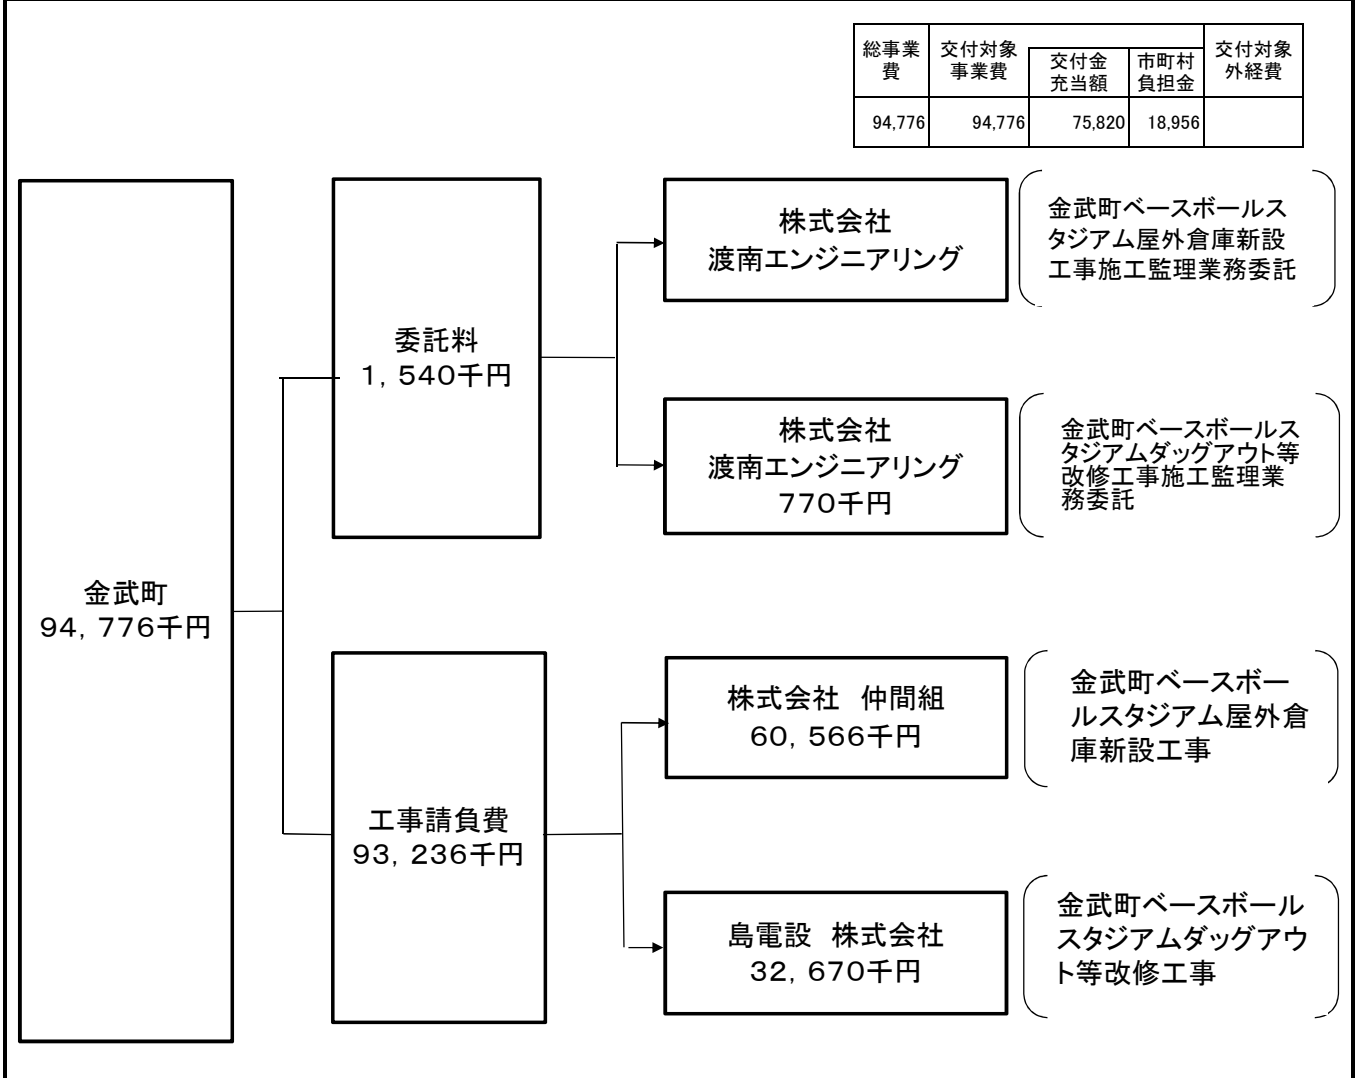 総事業
費
交付対象
事業費
交付金
充当額
市町村
負担金
交付対象
外経費
94,776
94,776
75,820
18,956
金武町
94，776千円
委託料
1，540千円
株式会社
渡南エンジニアリング
金武町ベースボールス
タジアム屋外倉庫新設
工事施工監理業務委託
株式会社
渡南エンジニアリング
770千円
金武町ベースボールス
タジアムダッグアウト等
改修工事施工監理業
務委託
工事請負費
93，236千円
株式会社　仲間組
60，566千円
金武町ベースボー
ルスタジアム屋外倉
庫新設工事
島電設　株式会社
32，670千円
金武町ベースボール
スタジアムダッグアウ
ト等改修工事